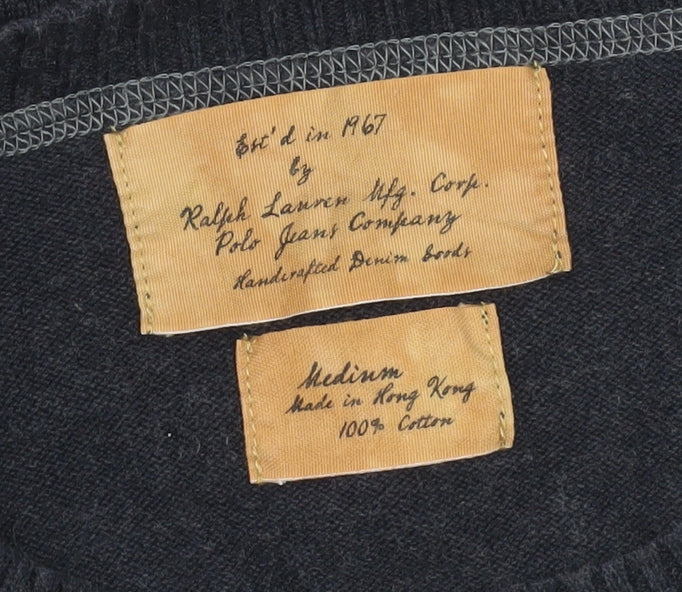 Est'd in 1967
by
Ralph Lauren Mfg. Corp.
Polo Jeans Company
Handcrafted Denim Goods
Medium
Made in Hong Kong
100% Cotton